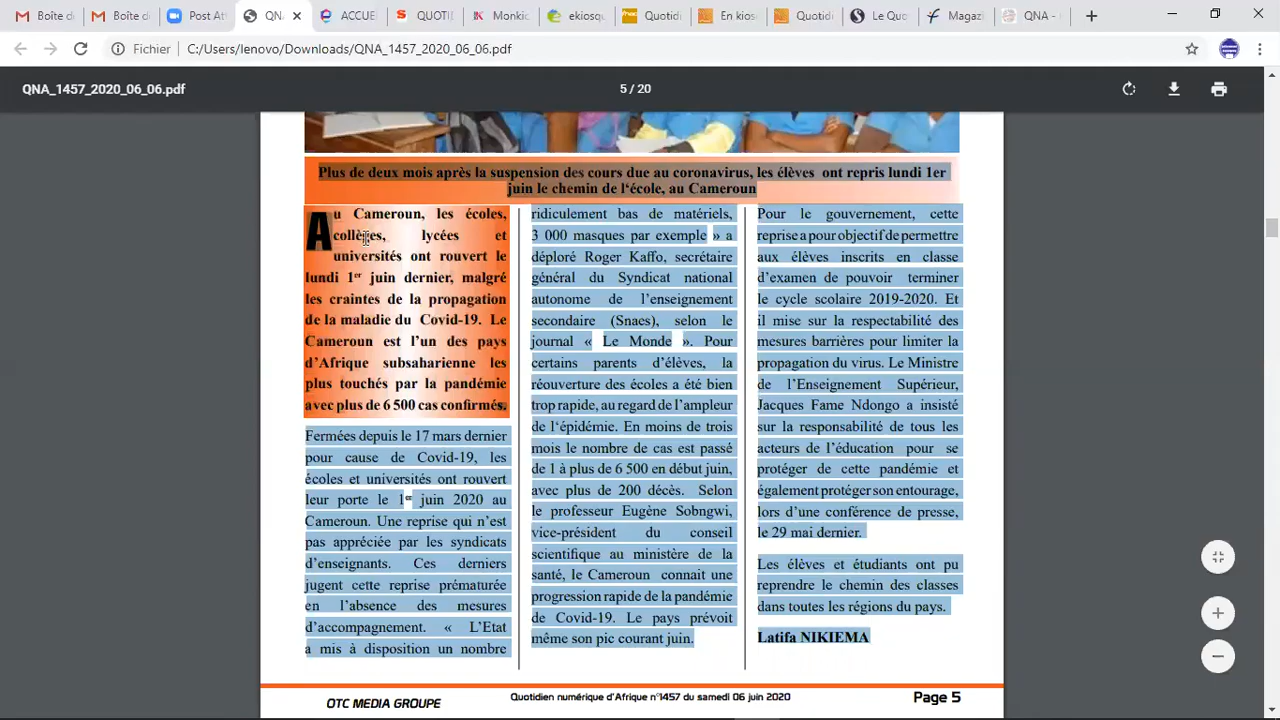 Boîte d
Boîte de
Post Att
QNA
ACCUE
QUOTI
Monki
ekiosq
Quotid
En kios
Quotid
Le Quo
Magazi
QNA -
Fichier
C:/Users/lenovo/Downloads/QNA_1457_2020_06_06.pdf
QNA_1457_2020_06_06.pdf
5 / 20
Plus de deux mois après la suspension des cours due au coronavirus, les élèves ont repris lundi 1er
juin le chemin de l'école, au Cameroun
Au Cameroun, les écoles,
collèges, lycées et
universités ont rouvert le
lundi 1er juin dernier, malgré
les craintes de la propagation
de la maladie du Covid-19. Le
Cameroun est l'un des pays
d'Afrique subsaharienne les
plus touchés par la pandémie
avec plus de 6 500 cas confirmés.
Fermées depuis le 17 mars dernier
pour cause de Covid-19, les
écoles et universités ont rouvert
leur porte le 1er juin 2020 au
Cameroun. Une reprise qui n'est
pas appréciée par les syndicats
d'enseignants. Ces derniers
jugent cette reprise prématurée
en l'absence des mesures
d'accompagnement. « L'Etat
a mis à disposition un nombre
ridiculement bas de matériels,
3 000 masques par exemple » a
déploré Roger Kaffo, secrétaire
général du Syndicat national
autonome de l'enseignement
secondaire (Snaes), selon le
journal « Le Monde ». Pour
certains parents d'élèves, la
réouverture des écoles a été bien
trop rapide, au regard de l'ampleur
de l'épidémie. En moins de trois
mois le nombre de cas est passé
de 1 à plus de 6 500 en début juin,
avec plus de 200 décès. Selon
le professeur Eugène Sobngwi,
vice-président du conseil
scientifique au ministère de la
santé, le Cameroun connait une
progression rapide de la pandémie
de Covid-19. Le pays prévoit
même son pic courant juin.
Pour le gouvernement, cette
reprise a pour objectif de permettre
aux élèves inscrits en classe
d'examen de pouvoir terminer
le cycle scolaire 2019-2020. Et
il mise sur la respectabilité des
mesures barrières pour limiter la
propagation du virus. Le Ministre
de l'Enseignement Supérieur,
Jacques Fame Ndongo a insisté
sur la responsabilité de tous les
acteurs de l'éducation pour se
protéger de cette pandémie et
également protéger son entourage,
lors d'une conférence de presse,
le 29 mai dernier.
Les élèves et étudiants ont pu
reprendre le chemin des classes
dans toutes les régions du pays.
Latifa NIKIEMA
OTC MEDIA GROUPE
Quotidien numérique d'Afrique n°1457 du samedi 06 juin 2020
Page 5